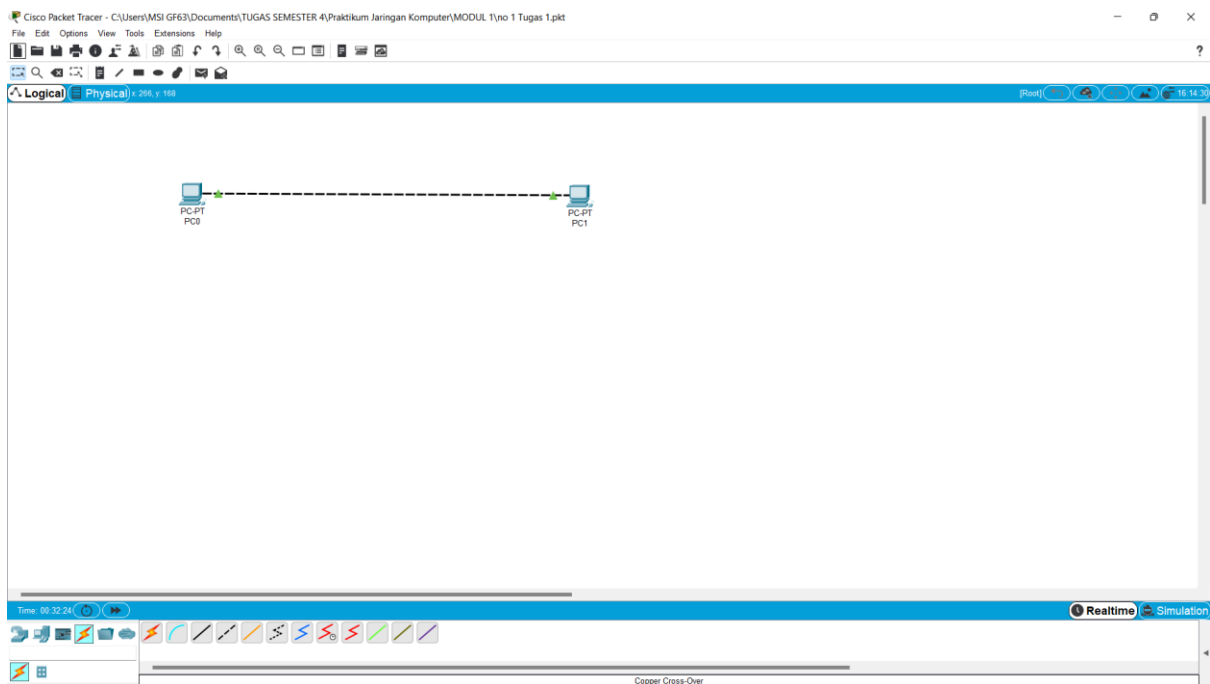 Cisco Packet Tracer - C:\Users\MSI GF63\Documents\TUGAS SEMESTER 4\Praktikum Jaringan Komputer\MODUL 1\no 1 Tugas 1.pkt
File Edit Options View Tools Extensions Help
?
Logical Physical x: 266, y: 168 [Root] 16:14:30
PC-PT
PC0
PC-PT
PC1
Time: 00:32:24 Realtime Simulation
Copper Cross-Over